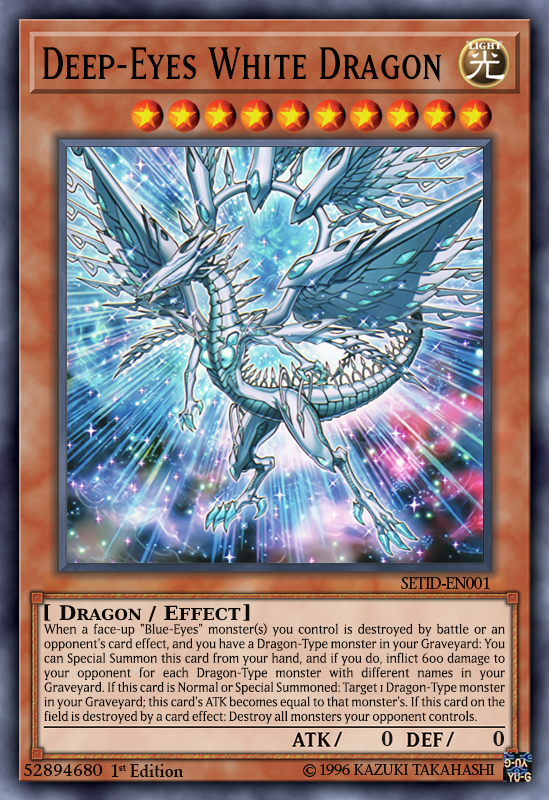 DEEP-EYES WHITE DRAGON
LIGHT
光
SETID-EN001
[ DRAGON / EFFECT ]
When a face-up "Blue-Eyes" monster(s) you control is destroyed by battle or an
opponent's card effect, and you have a Dragon-Type monster in your Graveyard: You
can Special Summon this card from your hand, and if you do, inflict 600 damage to
your opponent for each Dragon-Type monster with different names in your
Graveyard. If this card is Normal or Special Summoned: Target 1 Dragon-Type monster
in your Graveyard; this card's ATK becomes equal to that monster's. If this card on the
field is destroyed by a card effect: Destroy all monsters your opponent controls.
ATK/ 0 DEF/ 0
52894680 1st Edition © 1996 KAZUKI TAKAHASHI
YU-G
YU-G